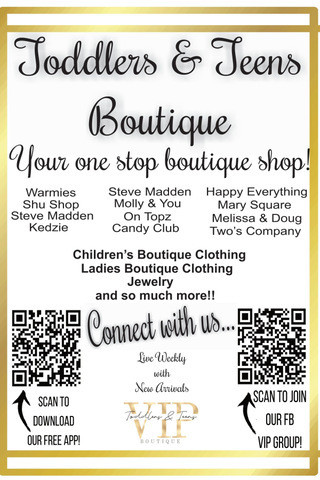 Toddlers & Teens
Boutique
Your one stop boutique shop!
Warmies
Shu Shop
Steve Madden
Kedzie
Steve Madden
Molly & You
On Topz
Candy Club
Happy Everything
Mary Square
Melissa & Doug
Two's Company
Children's Boutique Clothing
Ladies Boutique Clothing
Jewelry
and so much more!!
Connect with us...
Live Weekly
with
New Arrivals
SCAN TO
DOWNLOAD
OUR FREE APP!
VIP
Toddlers & Teens
BOUTIQUE
SCAN TO JOIN
OUR FB
VIP GROUP!